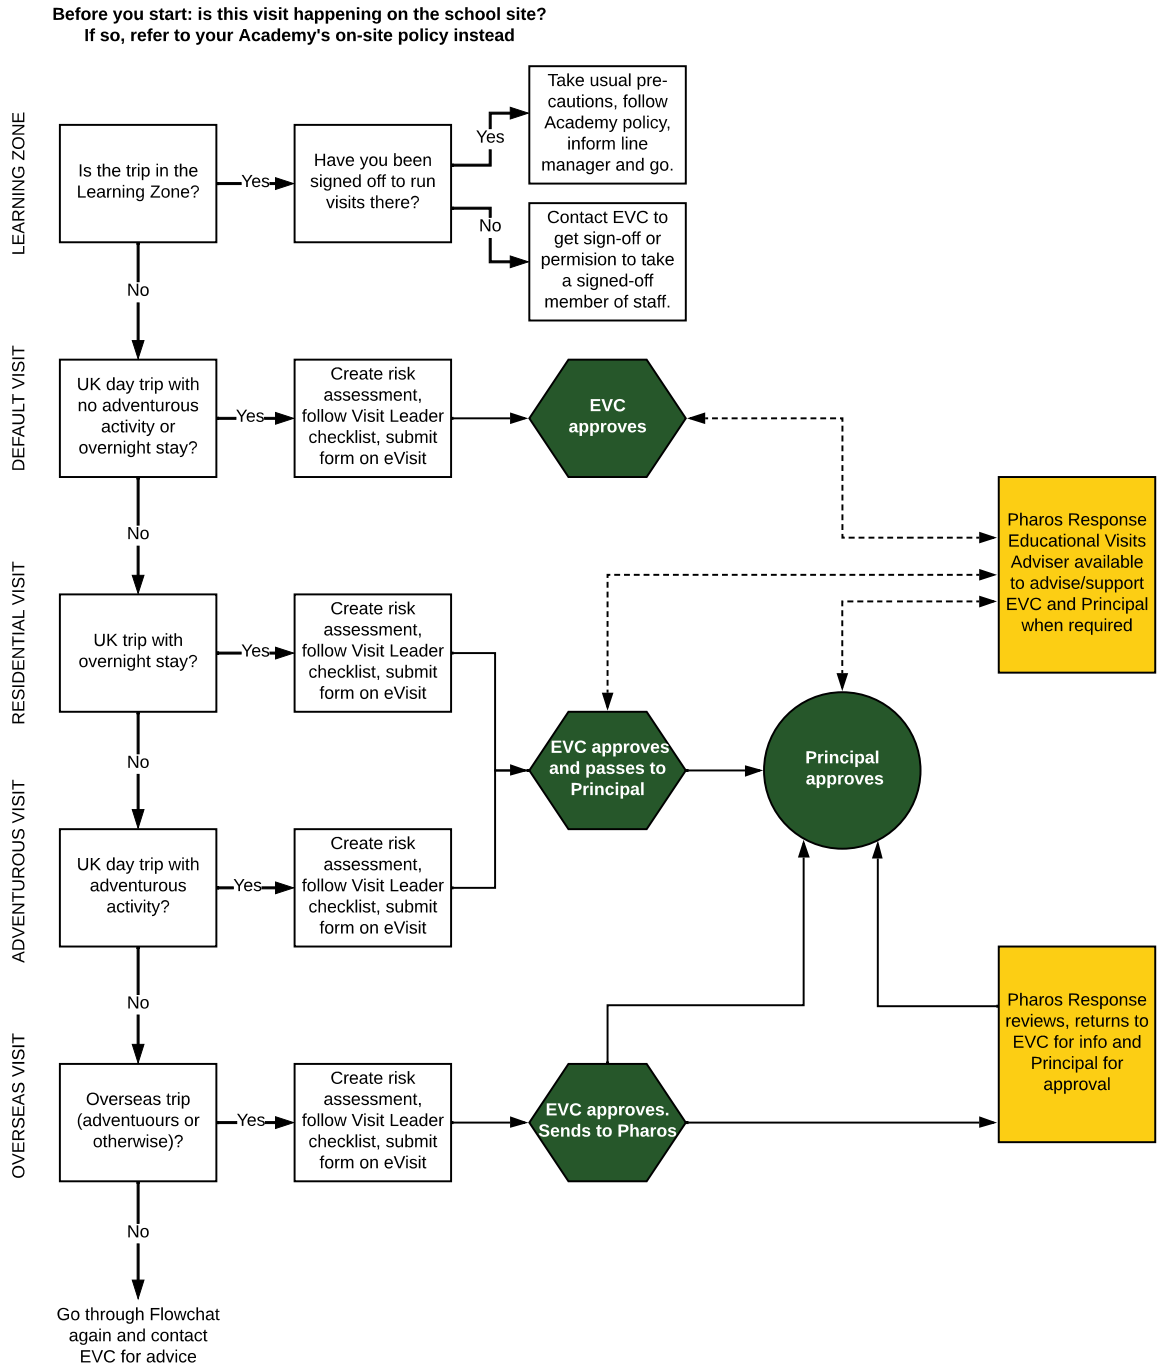 Before you start: is this visit happening on the school site?
If so, refer to your Academy's on-site policy instead
LEARNING ZONE
Is the trip in the
Learning Zone?
Yes
Have you been
signed off to run
visits there?
Yes
Take usual pre-
cautions, follow
Academy policy,
inform line
manager and go.
No
Contact EVC to
get sign-off or
permision to take
a signed-off
member of staff.
No
DEFAULT VISIT
UK day trip with
no adventurous
activity or
overnight stay?
Yes
Create risk
assessment,
follow Visit Leader
checklist, submit
form on eVisit
EVC
approves
Pharos Response
Educational Visits
Adviser available
to advise/support
EVC and Principal
when required
No
RESIDENTIAL VISIT
UK trip with
overnight stay?
Yes
Create risk
assessment,
follow Visit Leader
checklist, submit
form on eVisit
EVC approves
and passes to
Principal
Principal
approves
No
ADVENTUROUS VISIT
UK day trip with
adventurous
activity?
Yes
Create risk
assessment,
follow Visit Leader
checklist, submit
form on eVisit
No
OVERSEAS VISIT
Overseas trip
(adventuours or
otherwise)?
Yes
Create risk
assessment,
follow Visit Leader
checklist, submit
form on eVisit
EVC approves.
Sends to Pharos
Pharos Response
reviews, returns to
EVC for info and
Principal for
approval
No
Go through Flowchat
again and contact
EVC for advice